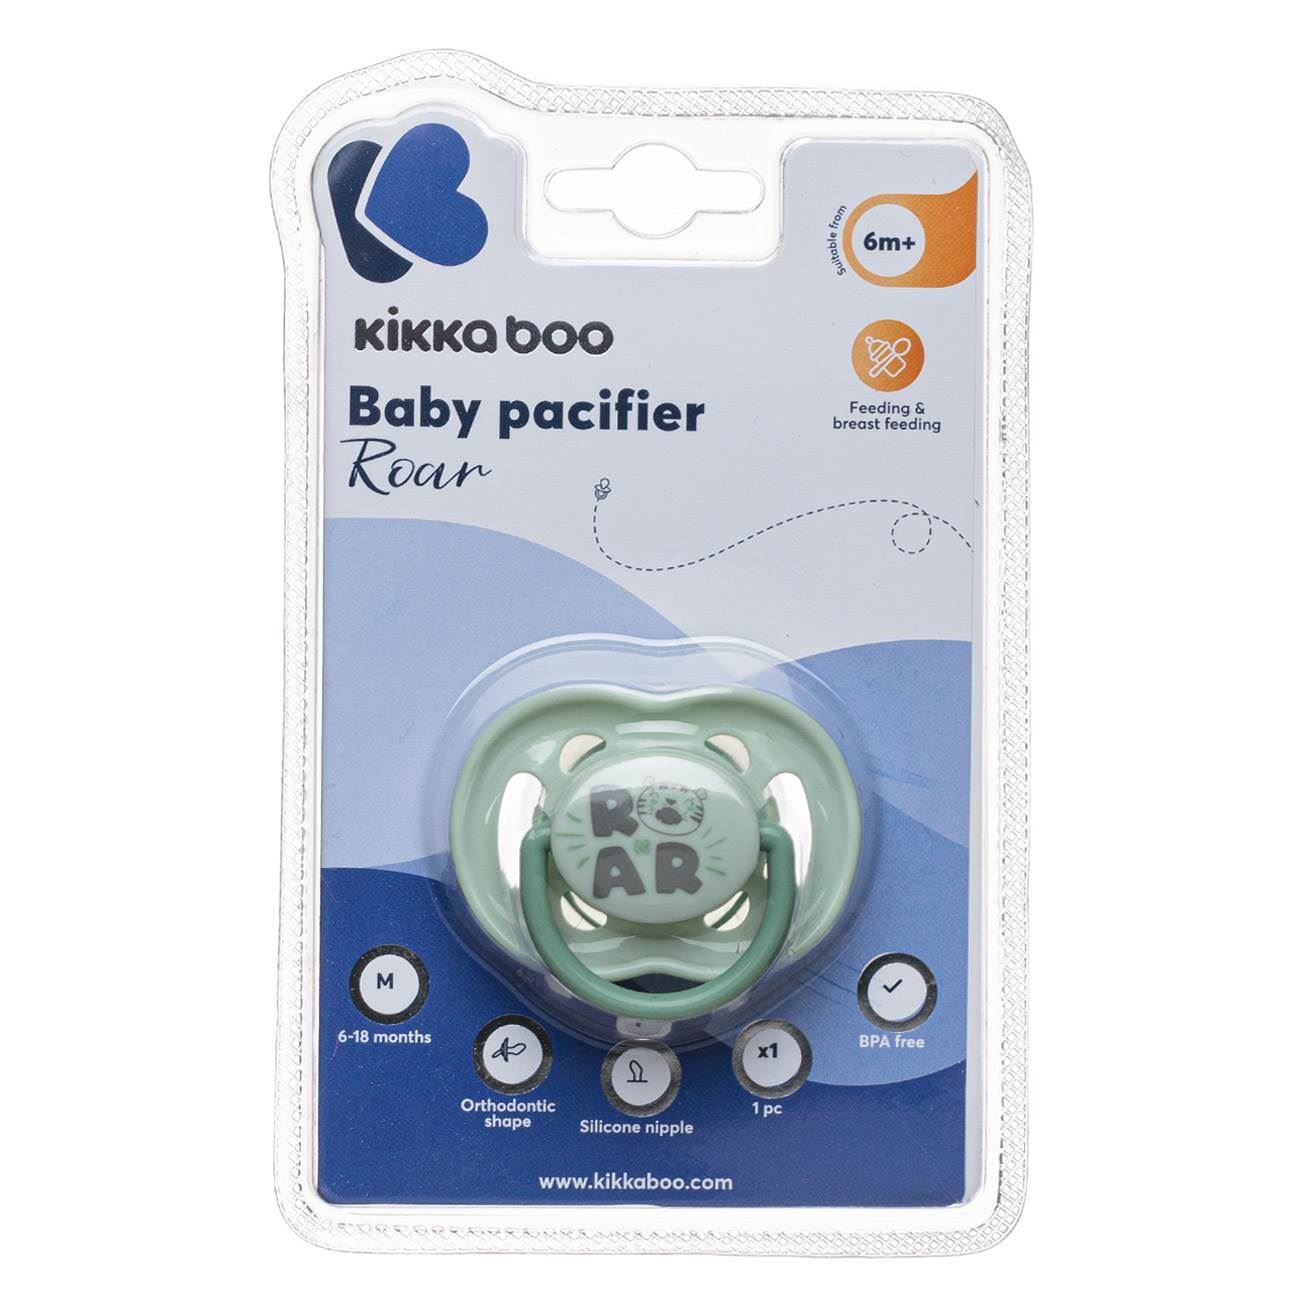 Suitable from
6m+
kikka boo
Baby pacifier
Roar
Feeding &
breast feeding
RO
AR
M
6-18 months
Orthodontic
shape
Silicone nipple
x1
1 pc
BPA free
www.kikkaboo.com